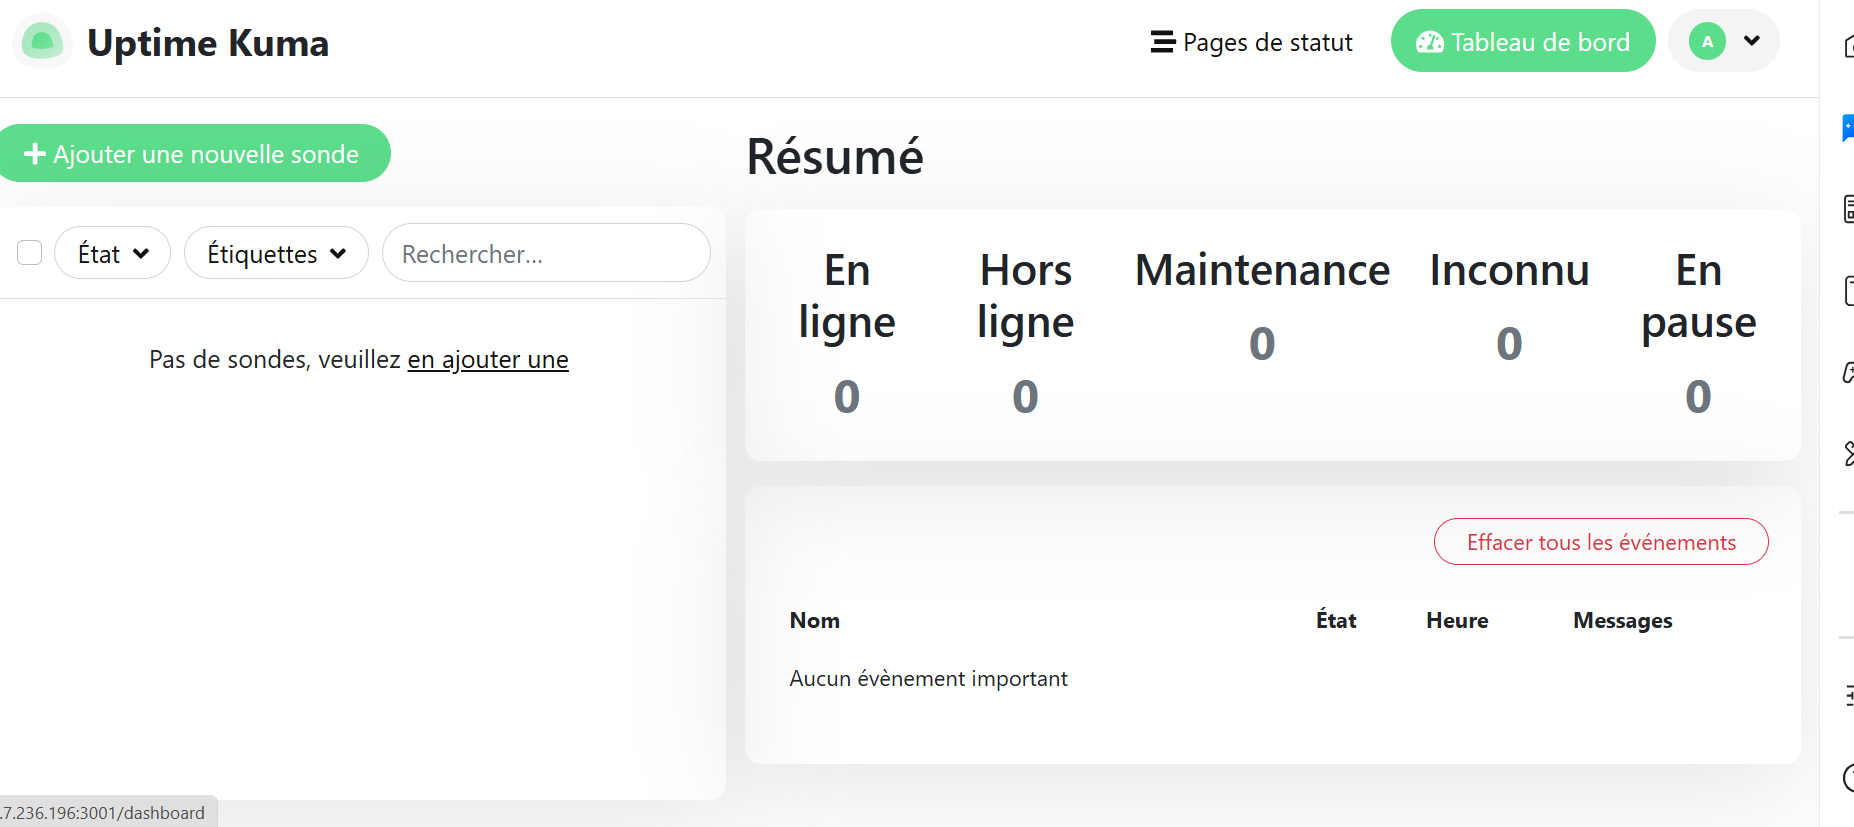 Uptime Kuma
Pages de statut
Tableau de bord
A
Ajouter une nouvelle sonde
Résumé
État
Étiquettes
Rechercher...
Pas de sondes, veuillez en ajouter une
En ligne
0
Hors ligne
0
Maintenance
0
Inconnu
0
En pause
0
Effacer tous les événements
Nom État Heure Messages
Aucun évènement important
.7.236.196:3001/dashboard